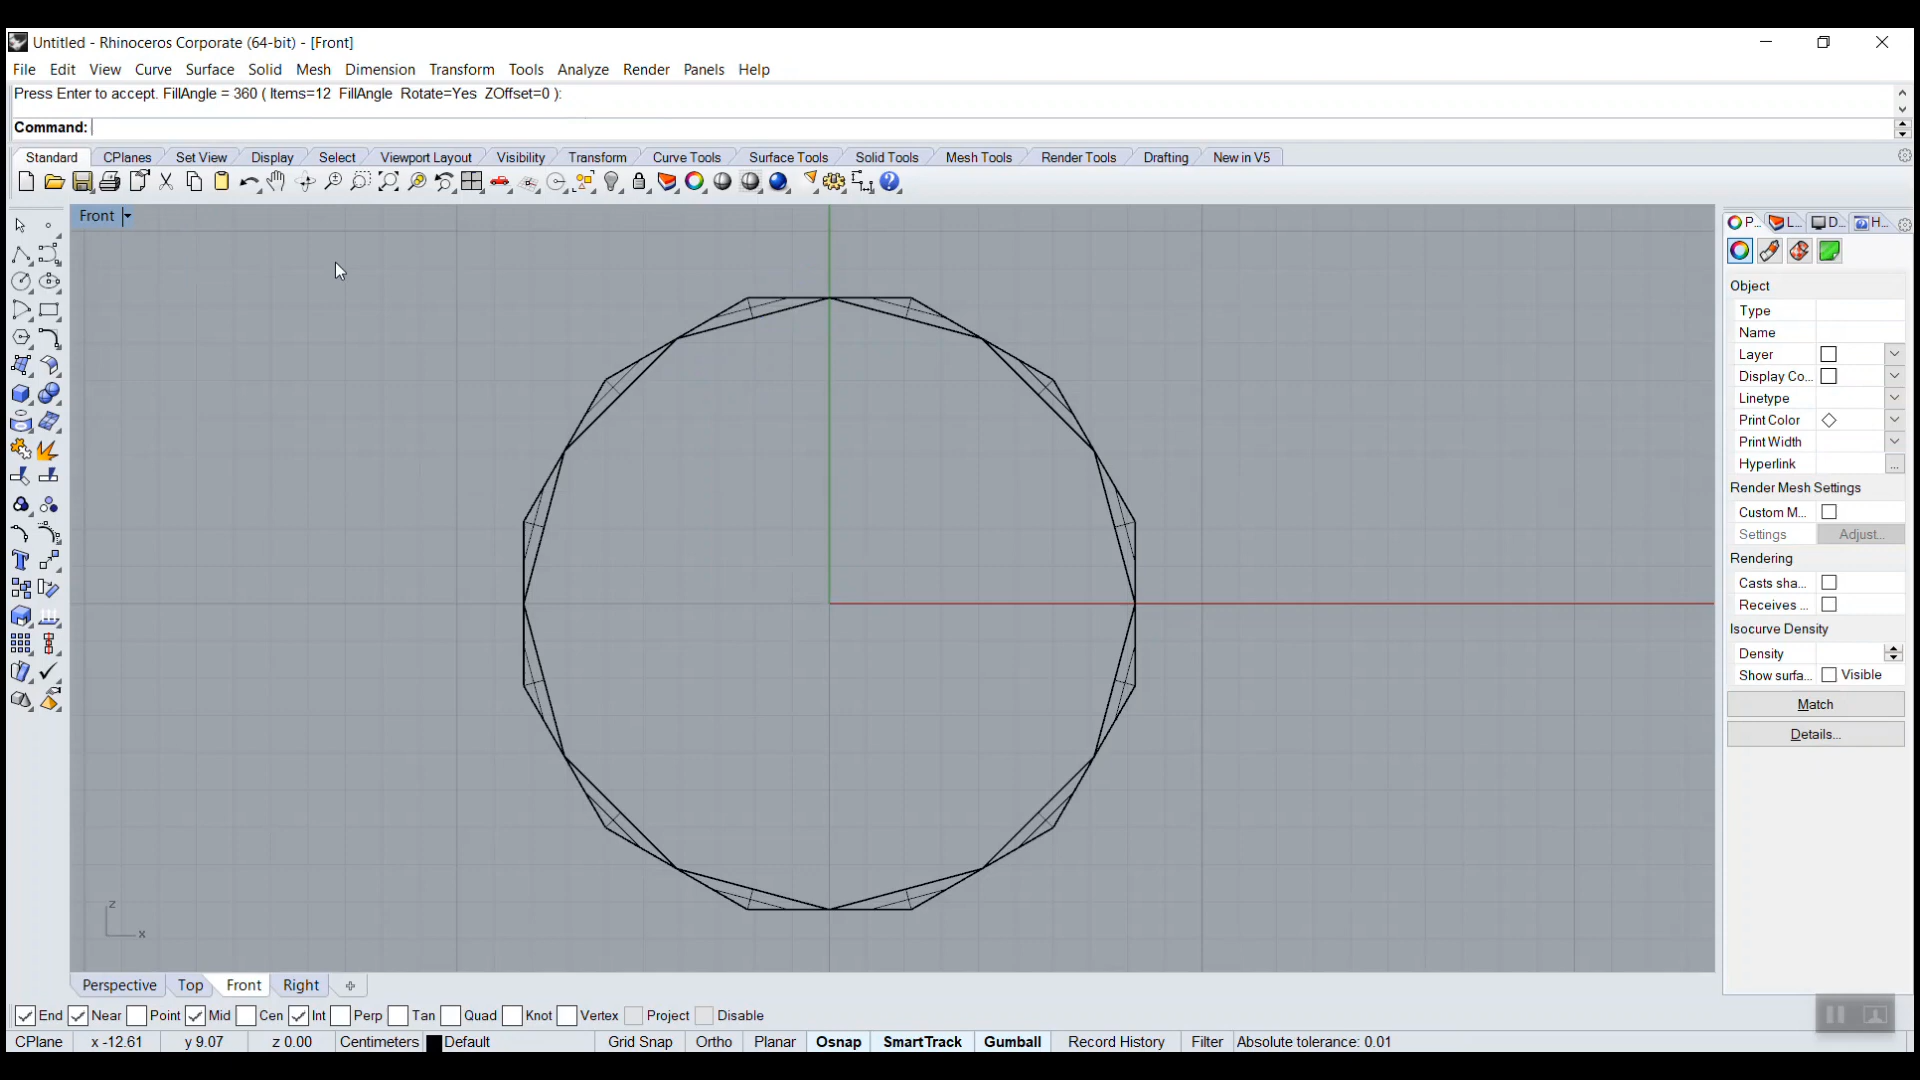 Untitled - Rhinoceros Corporate (64-bit) - [Front]
File Edit View Curve Surface Solid Mesh Dimension Transform Tools Analyze Render Panels Help
Press Enter to accept. FillAngle = 360 ( Items=12 FillAngle Rotate=Yes ZOffset=0 ):
Command:
Standard CPlanes Set View Display Select Viewport Layout Visibility Transform Curve Tools Surface Tools Solid Tools Mesh Tools Render Tools Drafting New in V5
Front
P... L... D... H...
Object
Type
Name
Layer
Display Co...
Linetype
Print Color
Print Width
Hyperlink ...
Render Mesh Settings
Custom M...
Settings Adjust...
Rendering
Casts sha...
Receives ...
Isocurve Density
Density
Show surfa... Visible
Match
Details...
z
x
Perspective Top Front Right
End Near Point Mid Cen Int Perp Tan Quad Knot Vertex Project Disable
CPlane x -12.61 y 9.07 z 0.00 Centimeters Default Grid Snap Ortho Planar Osnap SmartTrack Gumball Record History Filter Absolute tolerance: 0.01